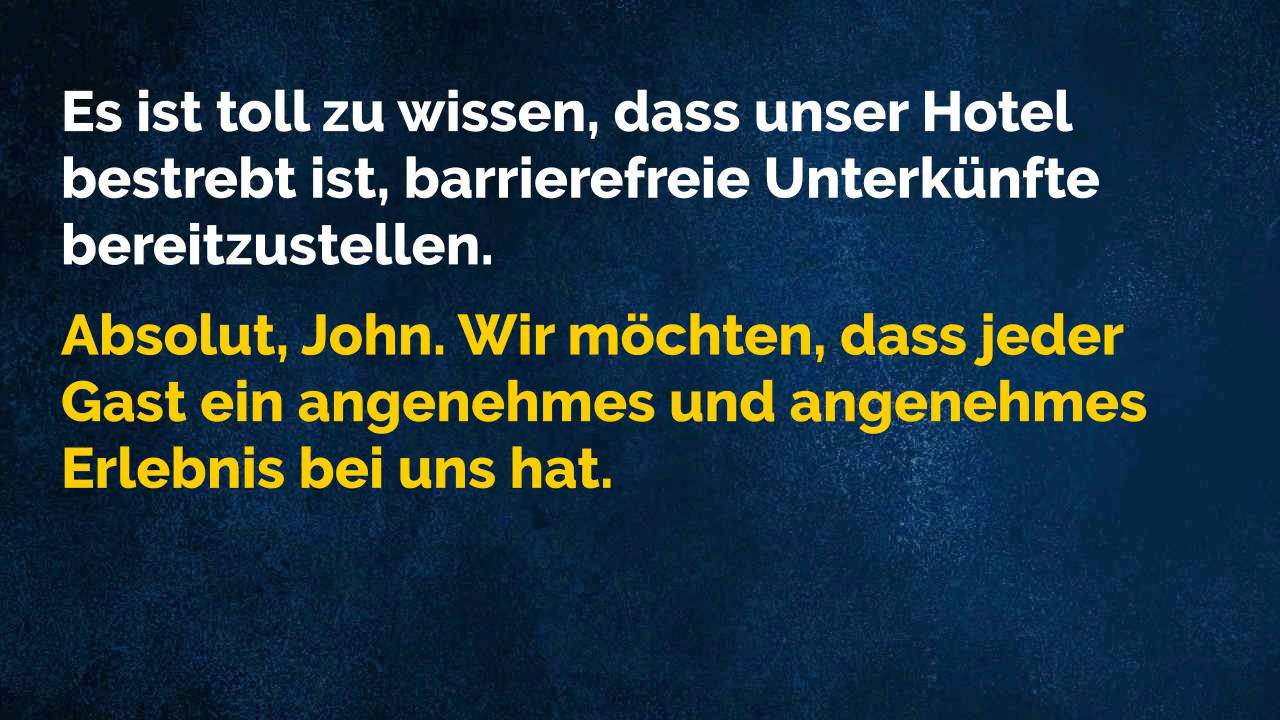 Es ist toll zu wissen, dass unser Hotel
bestrebt ist, barrierefreie Unterkünfte
bereitzustellen.
Absolut, John. Wir möchten, dass jeder
Gast ein angenehmes und angenehmes
Erlebnis bei uns hat.